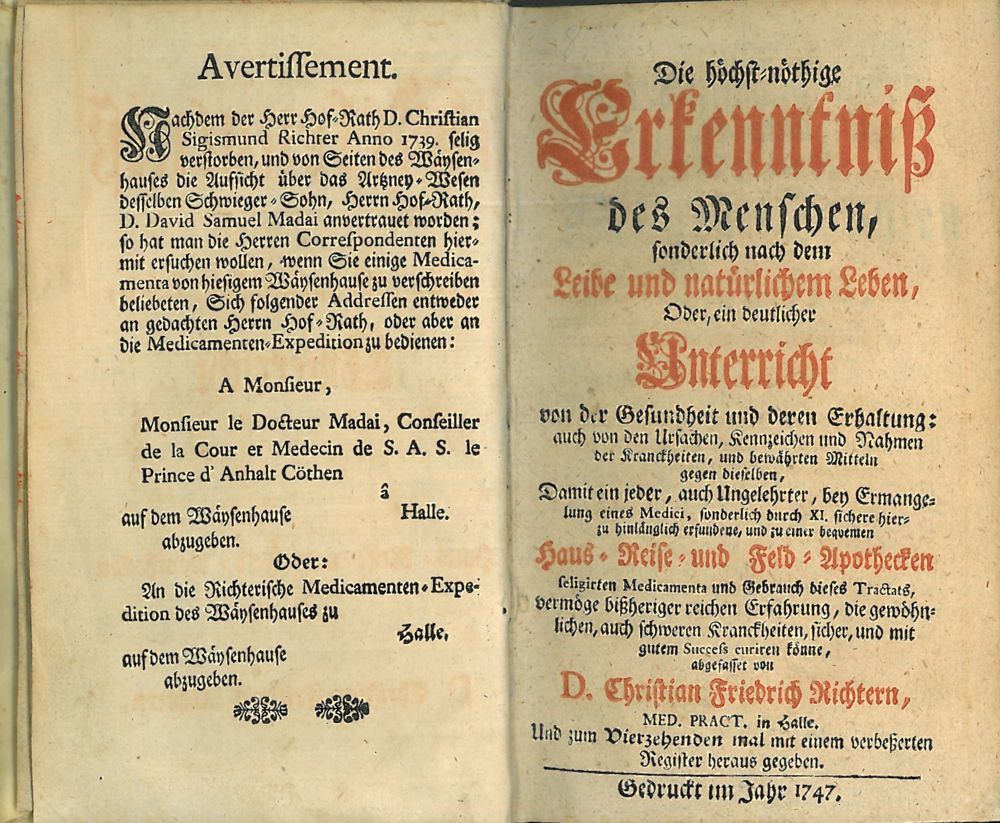 Avertiſſement.
Nachdem der Herr Hof-Rath D. Chriſtian
Sigismund Richter Anno 1739. ſelig
verſtorben, und von Seiten des Wäyſen-
hauſes die Aufſicht über das Artzney-Weſen
deſſelben Schwieger-Sohn, Herrn Hof-Rath,
D. David Samuel Madai anvertrauet worden;
ſo hat man die Herren Correſpondenten hier-
mit erſuchen wollen, wenn Sie einige Medica-
menta von hieſigem Wäyſenhauſe zu verſchreiben
beliebeten, Sich folgender Addreſſen entweder
an gedachten Herrn Hof-Rath, oder aber an
die Medicamenten-Expedition zu bedienen:
A Monſieur,
Monſieur le Docteur Madai, Conſeiller
de la Cour et Medecin de S. A. S. le
Prince d' Anhalt Cöthen
â
auf dem Wäyſenhauſe Halle.
abzugeben.
Oder:
An die Richteriſche Medicamenten-Expe-
dition des Wäyſenhauſes zu
Halle.
auf dem Wäyſenhauſe
abzugeben.
Die höchſt-nöthige
Erkenntniß
des Menſchen,
ſonderlich nach dem
Leibe und natürlichem Leben,
Oder, ein deutlicher
Unterricht
von der Geſundheit und deren Erhaltung:
auch von den Urſachen, Kennzeichen und Nahmen
der Kranckheiten, und bewährten Mitteln
gegen dieſelben,
Damit ein jeder, auch Ungelehrter, bey Ermange-
lung eines Medici, ſonderlich durch XI. ſichere hier-
zu hinlänglich erfundene, und zu einer bequemen
Haus- Reiſe- und Feld- Apothecken
ſeligirten Medicamenta und Gebrauch dieſes Tractats,
vermöge bißheriger reichen Erfahrung, die gewöhn-
lichen, auch ſchweren Kranckheiten, ſicher, und mit
gutem Succeſs curiren könne,
abgefaſſet von
D. Chriſtian Friedrich Richtern,
MED. PRACT. in Halle.
Und zum Vierzehenden mal mit einem verbeßerten
Regiſter heraus gegeben.
Gedruckt im Jahr 1747.